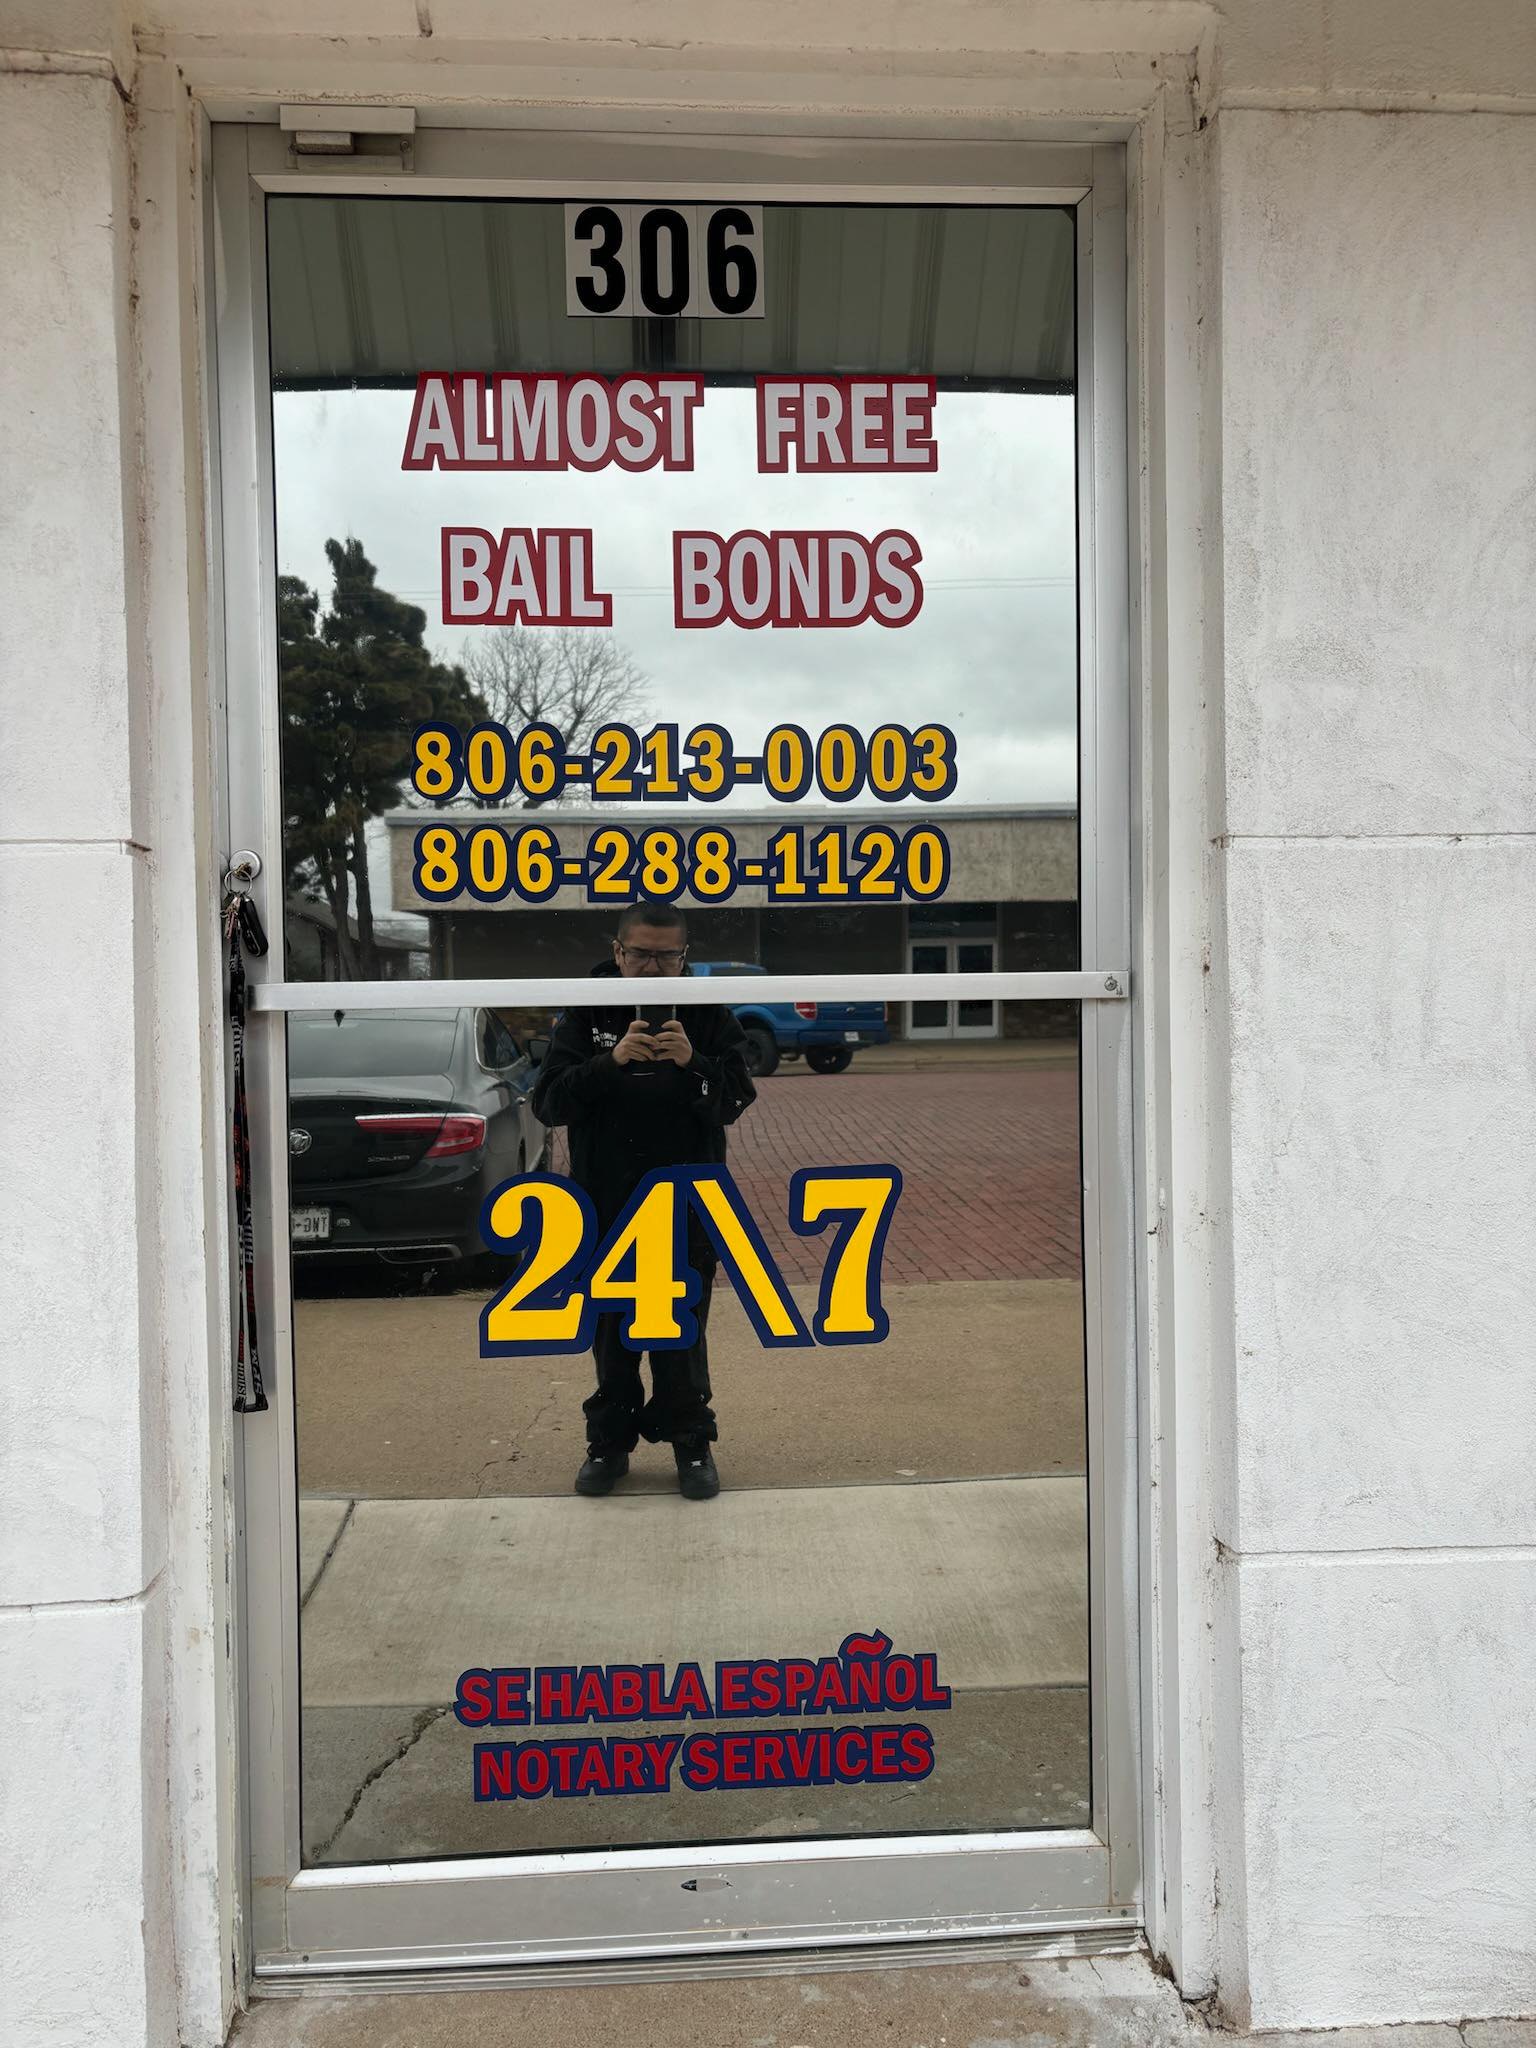 306
ALMOST FREE
BAIL BONDS
806-213-0003
806-288-1120
24\7
SE HABLA ESPAÑOL
NOTARY SERVICES